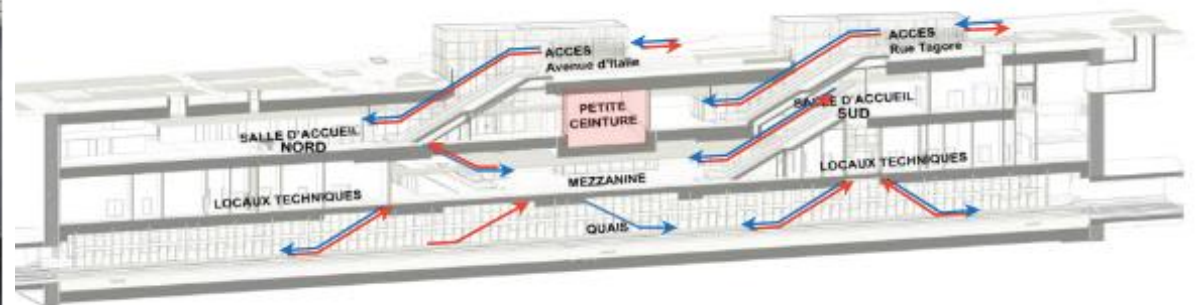 ACCES
Avenue d'Italie
ACCES
Rue Tagore
PETITE
CEINTURE
SALLE D'ACCUEIL
NORD
SALLE D'ACCUEIL
SUD
LOCAUX TECHNIQUES
MEZZANINE
LOCAUX TECHNIQUES
QUAIS